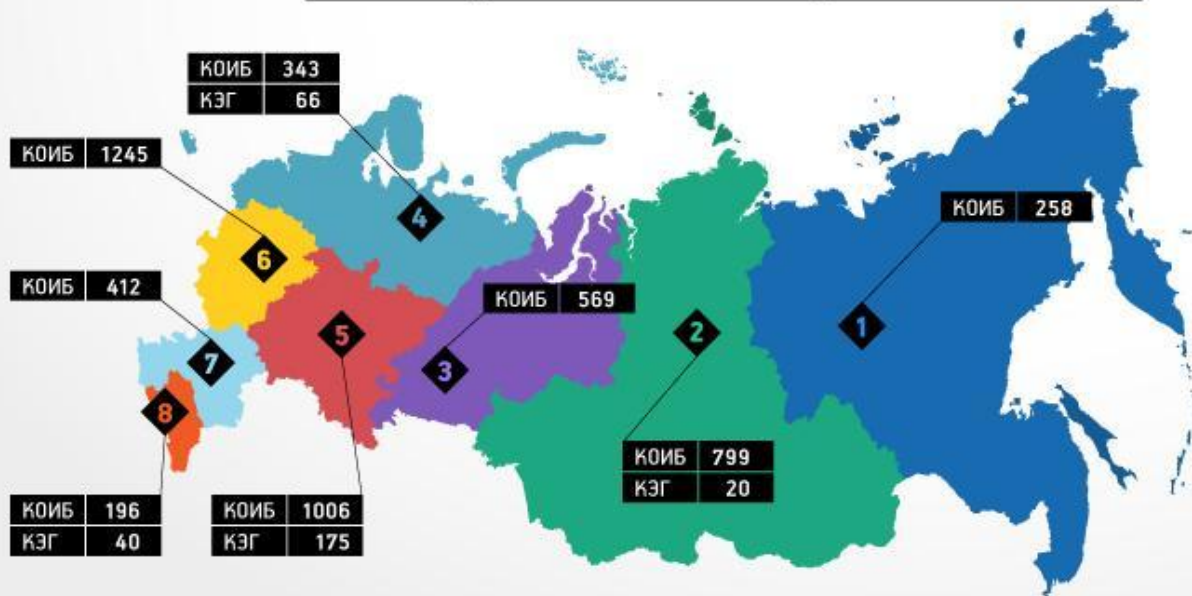 КОИБ 343
КЭГ 66
КОИБ 1245
КОИБ 258
4
6
КОИБ 412
КОИБ 569
1
2
5
7
3
8
КОИБ 799
КЭГ 20
КОИБ 196
КЭГ 40
КОИБ 1006
КЭГ 175